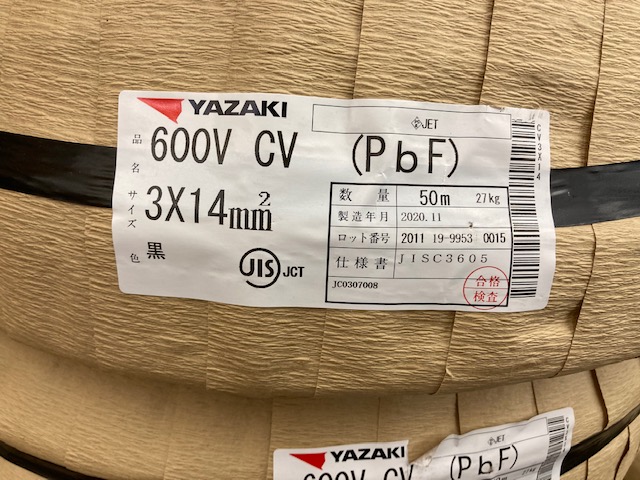 YAZAKI
<PS>E JET
品名 600V CV (PbF)
サイズ 3X14mm2
色 黒
JIS JCT
数量 50m 27kg
製造年月 2020.11
ロット番号 2011 19-9953 0015
仕様書 JISC3605
JC0307008
合格
検査
CV3X14
YAZAKI
JET
600V CV (PbF)